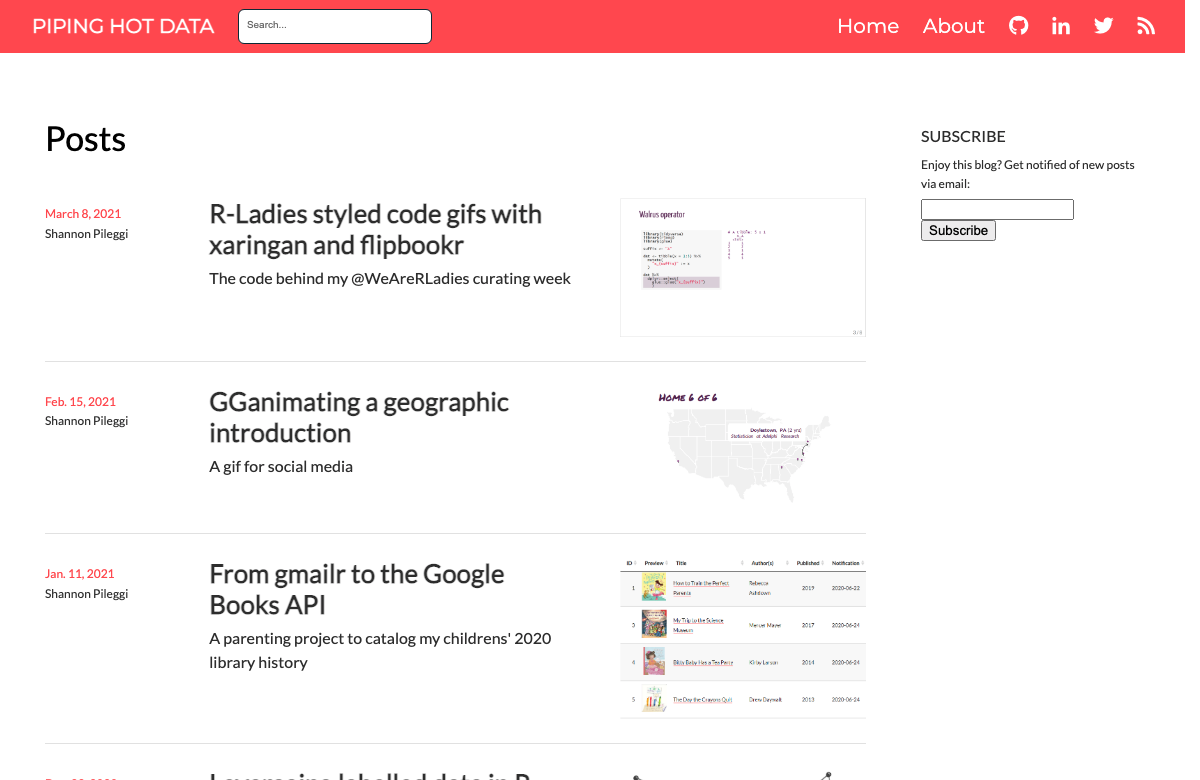 PIPING HOT DATA
Search...
Home
About
Posts
SUBSCRIBE
Enjoy this blog? Get notified of new posts
via email:
Subscribe
March 8, 2021
Shannon Pileggi
R-Ladies styled code gifs with
xaringan and flipbookr
The code behind my @WeAreRLadies curating week
Walrus operator
Feb. 15, 2021
Shannon Pileggi
GGanimating a geographic
introduction
A gif for social media
HOME 6 OF 6
Doylestown, PA (2 yrs)
Statistician at Adelphi Research
Jan. 11, 2021
Shannon Pileggi
From gmailr to the Google
Books API
A parenting project to catalog my childrens' 2020
library history
ID Preview Title Author(s) Published Notification
1 How to Train the Perfect Parents Rebecca Ashdown 2019 2020-06-22
3 My Trip to the Science Museum Mercer Mayer 2017 2020-06-24
4 Bitty Baby Has a Tea Party Kirby Larson 2014 2020-06-24
5 The Day the Crayons Quit Drew Daywalt 2013 2020-06-24
Leveraging labelled data in R